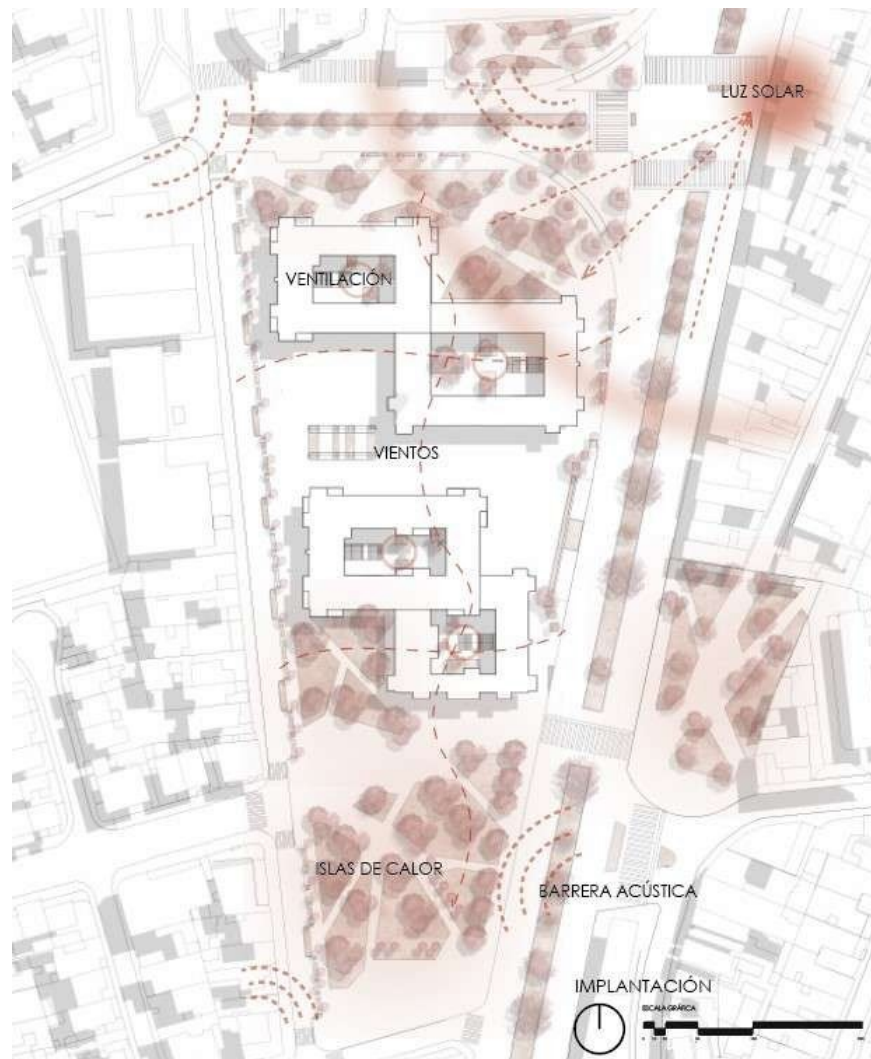 LUZ SOLAR
VENTILACIÓN
VIENTOS
ISLAS DE CALOR
BARRERA ACÚSTICA
IMPLANTACIÓN
ESCALA GRÁFICA